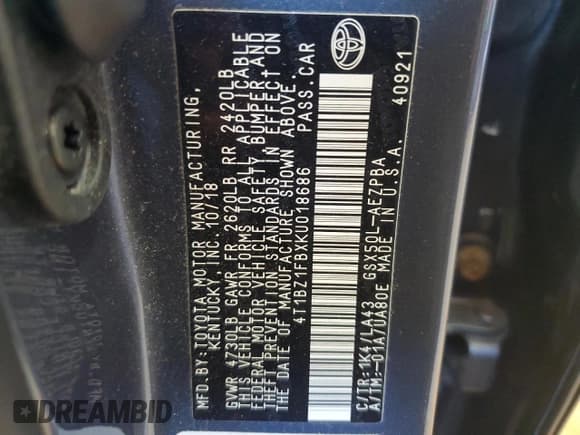 MFD.BY:TOYOTA MOTOR MANUFACTURING,
KENTUCKY, INC. 10/18
GVWR 4730LB GAWR FR 2620LB RR 2420LB
THIS VEHICLE CONFORMS TO ALL APPLICABLE
FEDERAL MOTOR VEHICLE SAFETY, BUMPER AND
THEFT PREVENTION STANDARDS IN EFFECT ON
THE DATE OF MANUFACTURE SHOWN ABOVE.
4T1BZ1FBXKU018686 PASS.CAR
C/TR:1K4/LA43 GSX50L-AEZPBA
A/TM:-01A/UA80E MADE IN U.S.A. 40921
DREAMBID